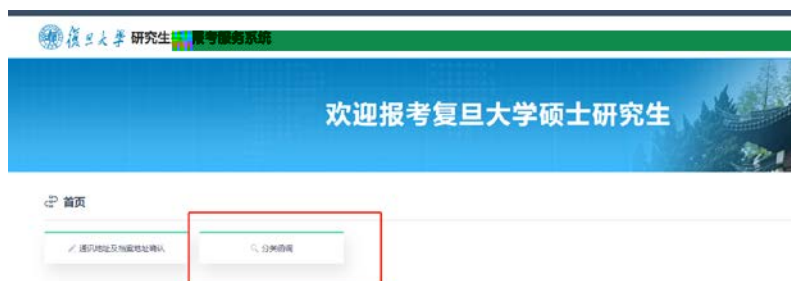 復旦大學 研究生 报考服务系统
欢迎报考复旦大学硕士研究生
首页
通讯地址及档案地址确认
分类查询